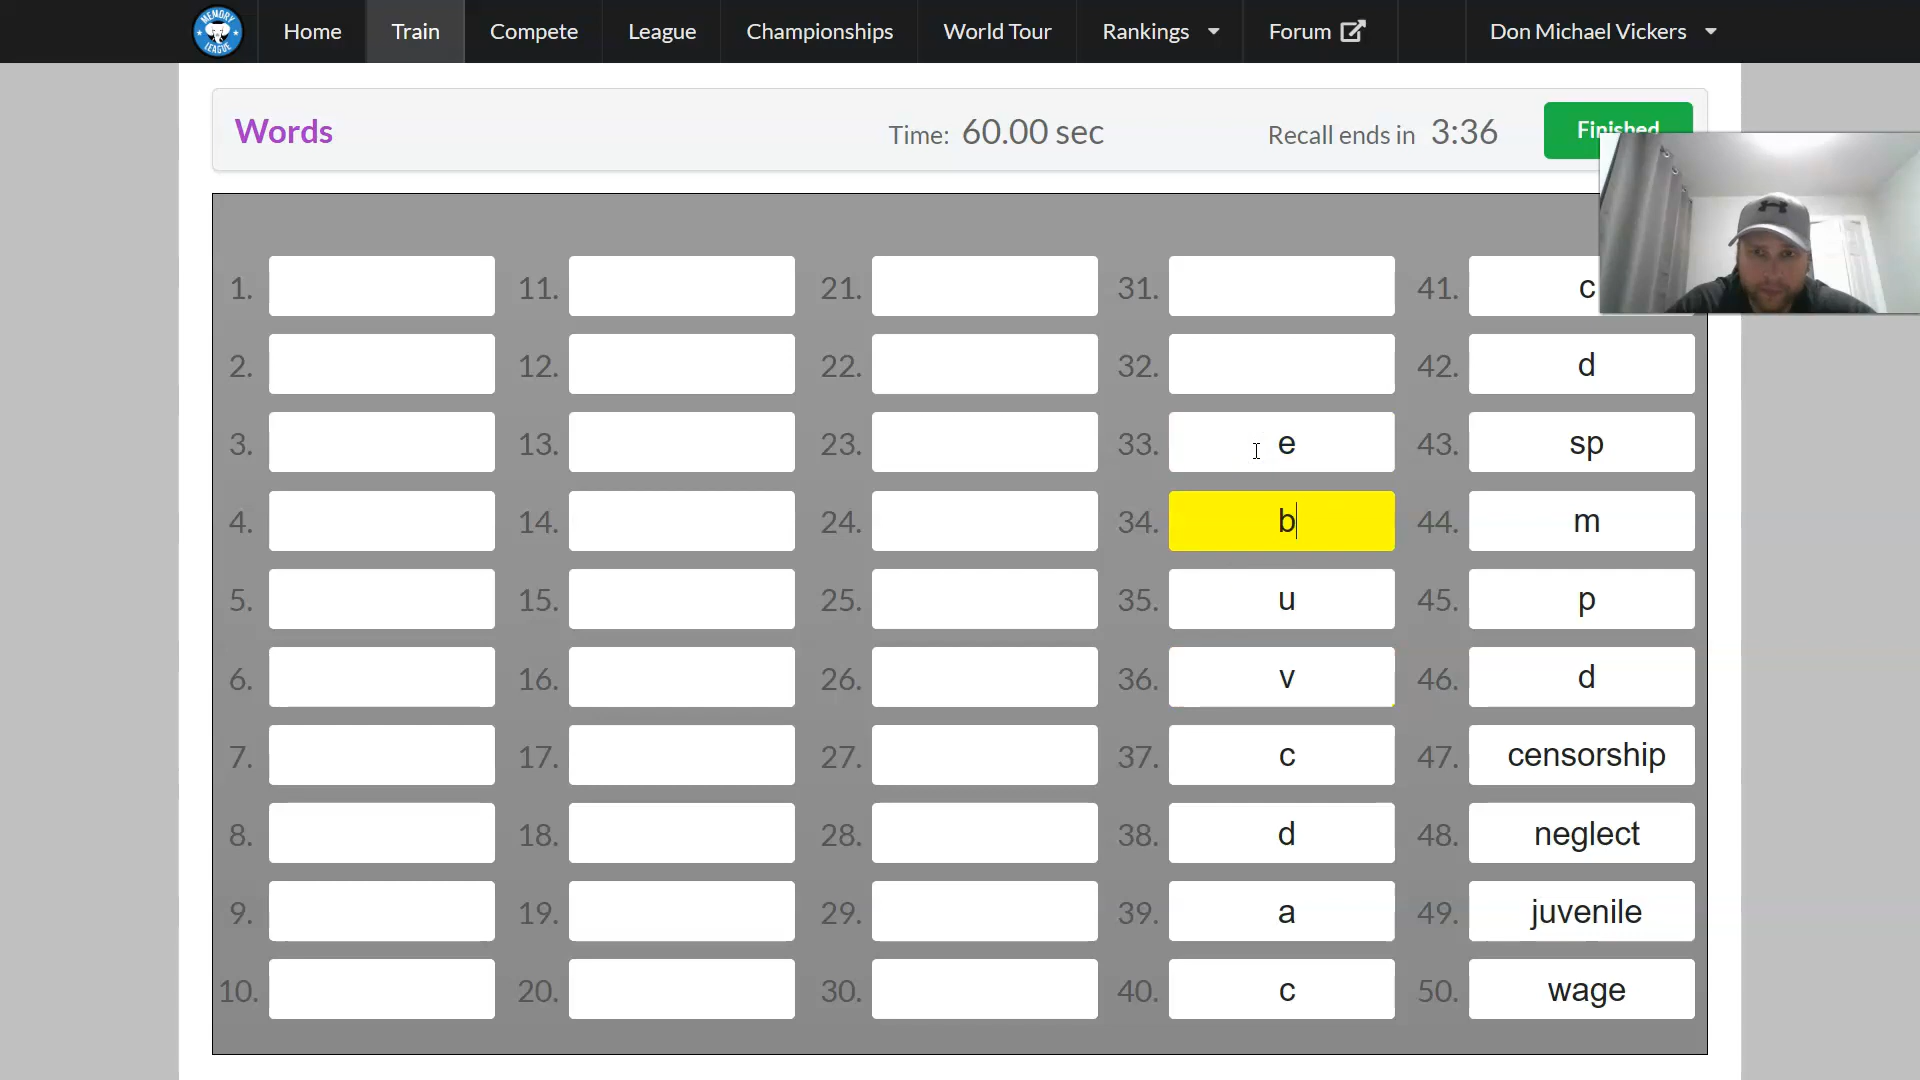 MEMORY LEAGUE
Home Train Compete League Championships World Tour Rankings Forum Don Michael Vickers
Words Time: 60.00 sec Recall ends in 3:36 Finished
1. 11. 21. 31. 41. c
2. 12. 22. 32. 42. d
3. 13. 23. 33. e 43. sp
4. 14. 24. 34. b 44. m
5. 15. 25. 35. u 45. p
6. 16. 26. 36. v 46. d
7. 17. 27. 37. c 47. censorship
8. 18. 28. 38. d 48. neglect
9. 19. 29. 39. a 49. juvenile
10. 20. 30. 40. c 50. wage